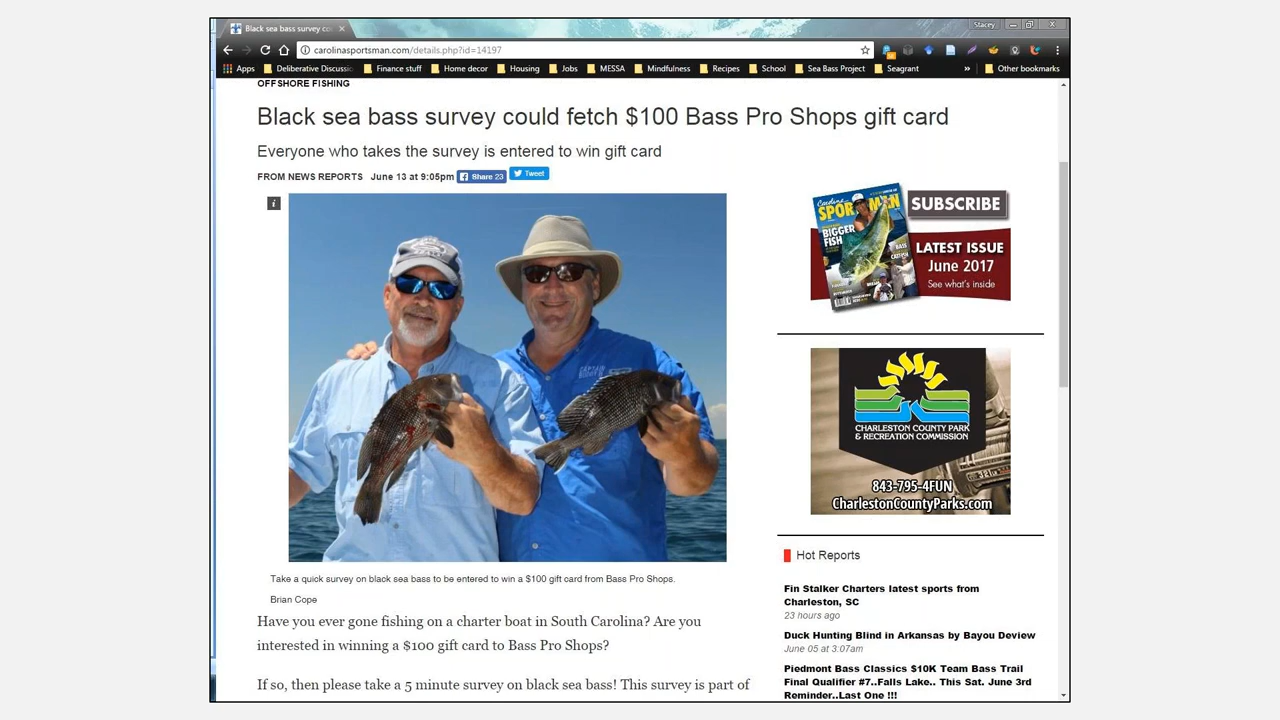 Black sea bass survey co
Stacey
carolinasportsman.com/details.php?id=14197
Apps Deliberative Discussio Finance stuff Home decor Housing Jobs MESSA Mindfulness Recipes School Sea Bass Project Seagrant » Other bookmarks
OFFSHORE FISHING
Black sea bass survey could fetch $100 Bass Pro Shops gift card
Everyone who takes the survey is entered to win gift card
FROM NEWS REPORTS June 13 at 9:05pm Share 23 Tweet
i
Carolina
SPORTSMAN
BIGGER
FISH
BASS
CATFISH
SUBSCRIBE
LATEST ISSUE
June 2017
See what's inside
CHARLESTON COUNTY PARK
& RECREATION COMMISSION
843-795-4FUN
CharlestonCountyParks.com
Take a quick survey on black sea bass to be entered to win a $100 gift card from Bass Pro Shops.
Brian Cope
Have you ever gone fishing on a charter boat in South Carolina? Are you
interested in winning a $100 gift card to Bass Pro Shops?
If so, then please take a 5 minute survey on black sea bass! This survey is part of
Hot Reports
Fin Stalker Charters latest sports from
Charleston, SC
23 hours ago
Duck Hunting Blind in Arkansas by Bayou Deview
June 05 at 3:07am
Piedmont Bass Classics $10K Team Bass Trail
Final Qualifier #7..Falls Lake.. This Sat. June 3rd
Reminder..Last One !!!